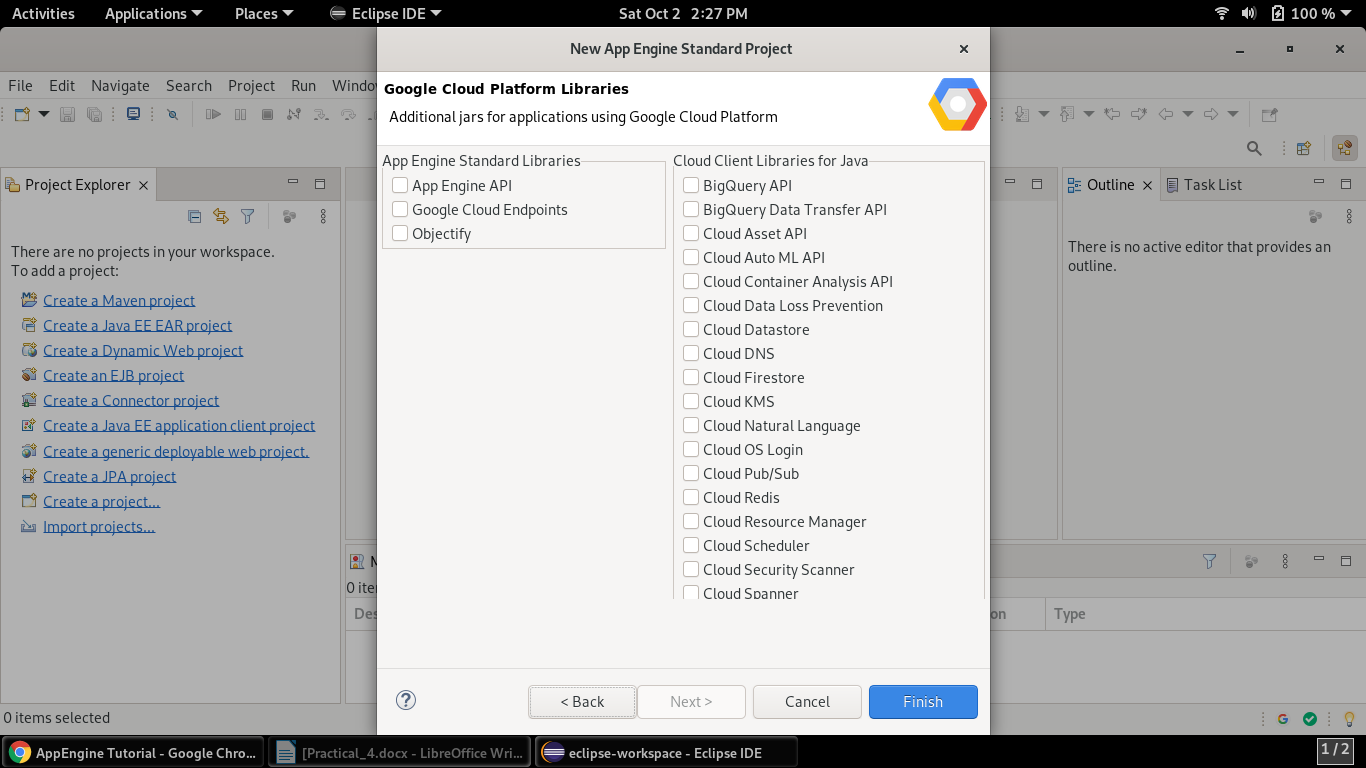 Activities Applications Places Eclipse IDE Sat Oct 2 2:27 PM 100 %
New App Engine Standard Project
File Edit Navigate Search Project Run
Google Cloud Platform Libraries
Additional jars for applications using Google Cloud Platform
Project Explorer
There are no projects in your workspace.
To add a project:
Create a Maven project
Create a Java EE EAR project
Create a Dynamic Web project
Create an EJB project
Create a Connector project
Create a Java EE application client project
Create a generic deployable web project.
Create a JPA project
Create a project...
Import projects...
App Engine Standard Libraries
App Engine API
Google Cloud Endpoints
Objectify
Cloud Client Libraries for Java
BigQuery API
BigQuery Data Transfer API
Cloud Asset API
Cloud Auto ML API
Cloud Container Analysis API
Cloud Data Loss Prevention
Cloud Datastore
Cloud DNS
Cloud Firestore
Cloud KMS
Cloud Natural Language
Cloud OS Login
Cloud Pub/Sub
Cloud Redis
Cloud Resource Manager
Cloud Scheduler
Cloud Security Scanner
Cloud Spanner
Outline Task List
There is no active editor that provides an
outline.
Type
< Back Next > Cancel Finish
0 items selected
AppEngine Tutorial - Google Chro... [Practical_4.docx - LibreOffice Wri... eclipse-workspace - Eclipse IDE 1 / 2